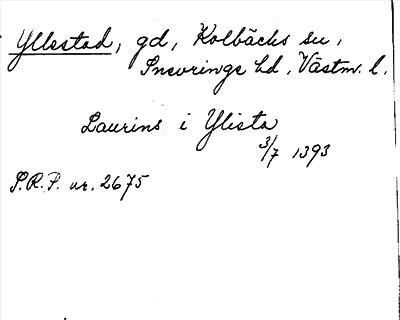 Yllestad, gd, Kolbäcks sn,
Snevringe hd, Västm. l.
Laurins i Ylista
3/7 1393
S.R.P. nr. 2675